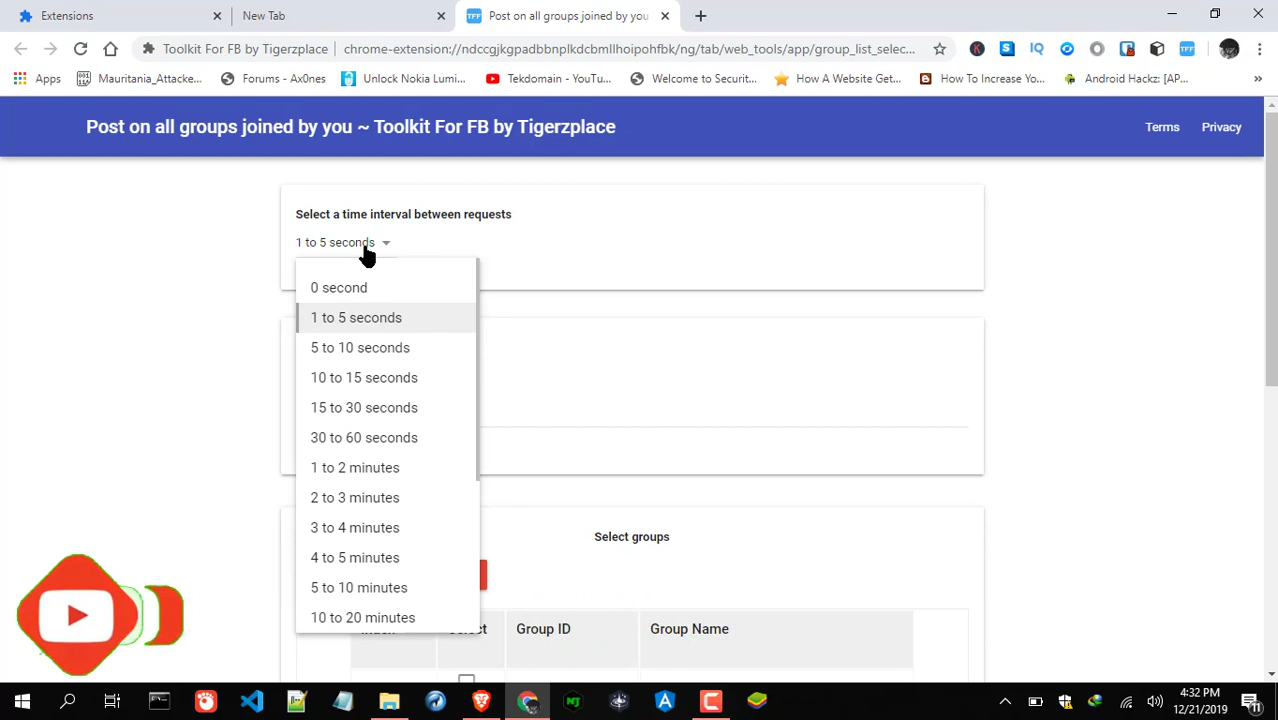 Extensions
New Tab
TFF
Post on all groups joined by you
Toolkit For FB by Tigerzplace
chrome-extension://ndccgjkgpdbbnplkdcbmllhoipohfbk/ng/tab/web_tools/app/group_list_selec...
K
S
IQ
TFF
Apps
Mauritania_Attacke...
Forums - Ax0nes
Unlock Nokia Lumi...
Tekdomain - YouTu...
Welcome to Securit...
How A Website Get...
How To Increase Yo...
Android Hackz: [AP...
»
Post on all groups joined by you ~ Toolkit For FB by Tigerzplace
Terms
Privacy
Select a time interval between requests
1 to 5 seconds
0 second
1 to 5 seconds
5 to 10 seconds
10 to 15 seconds
15 to 30 seconds
30 to 60 seconds
1 to 2 minutes
2 to 3 minutes
3 to 4 minutes
4 to 5 minutes
5 to 10 minutes
10 to 20 minutes
Select groups
Group ID
Group Name
4:32 PM
12/21/2019
11